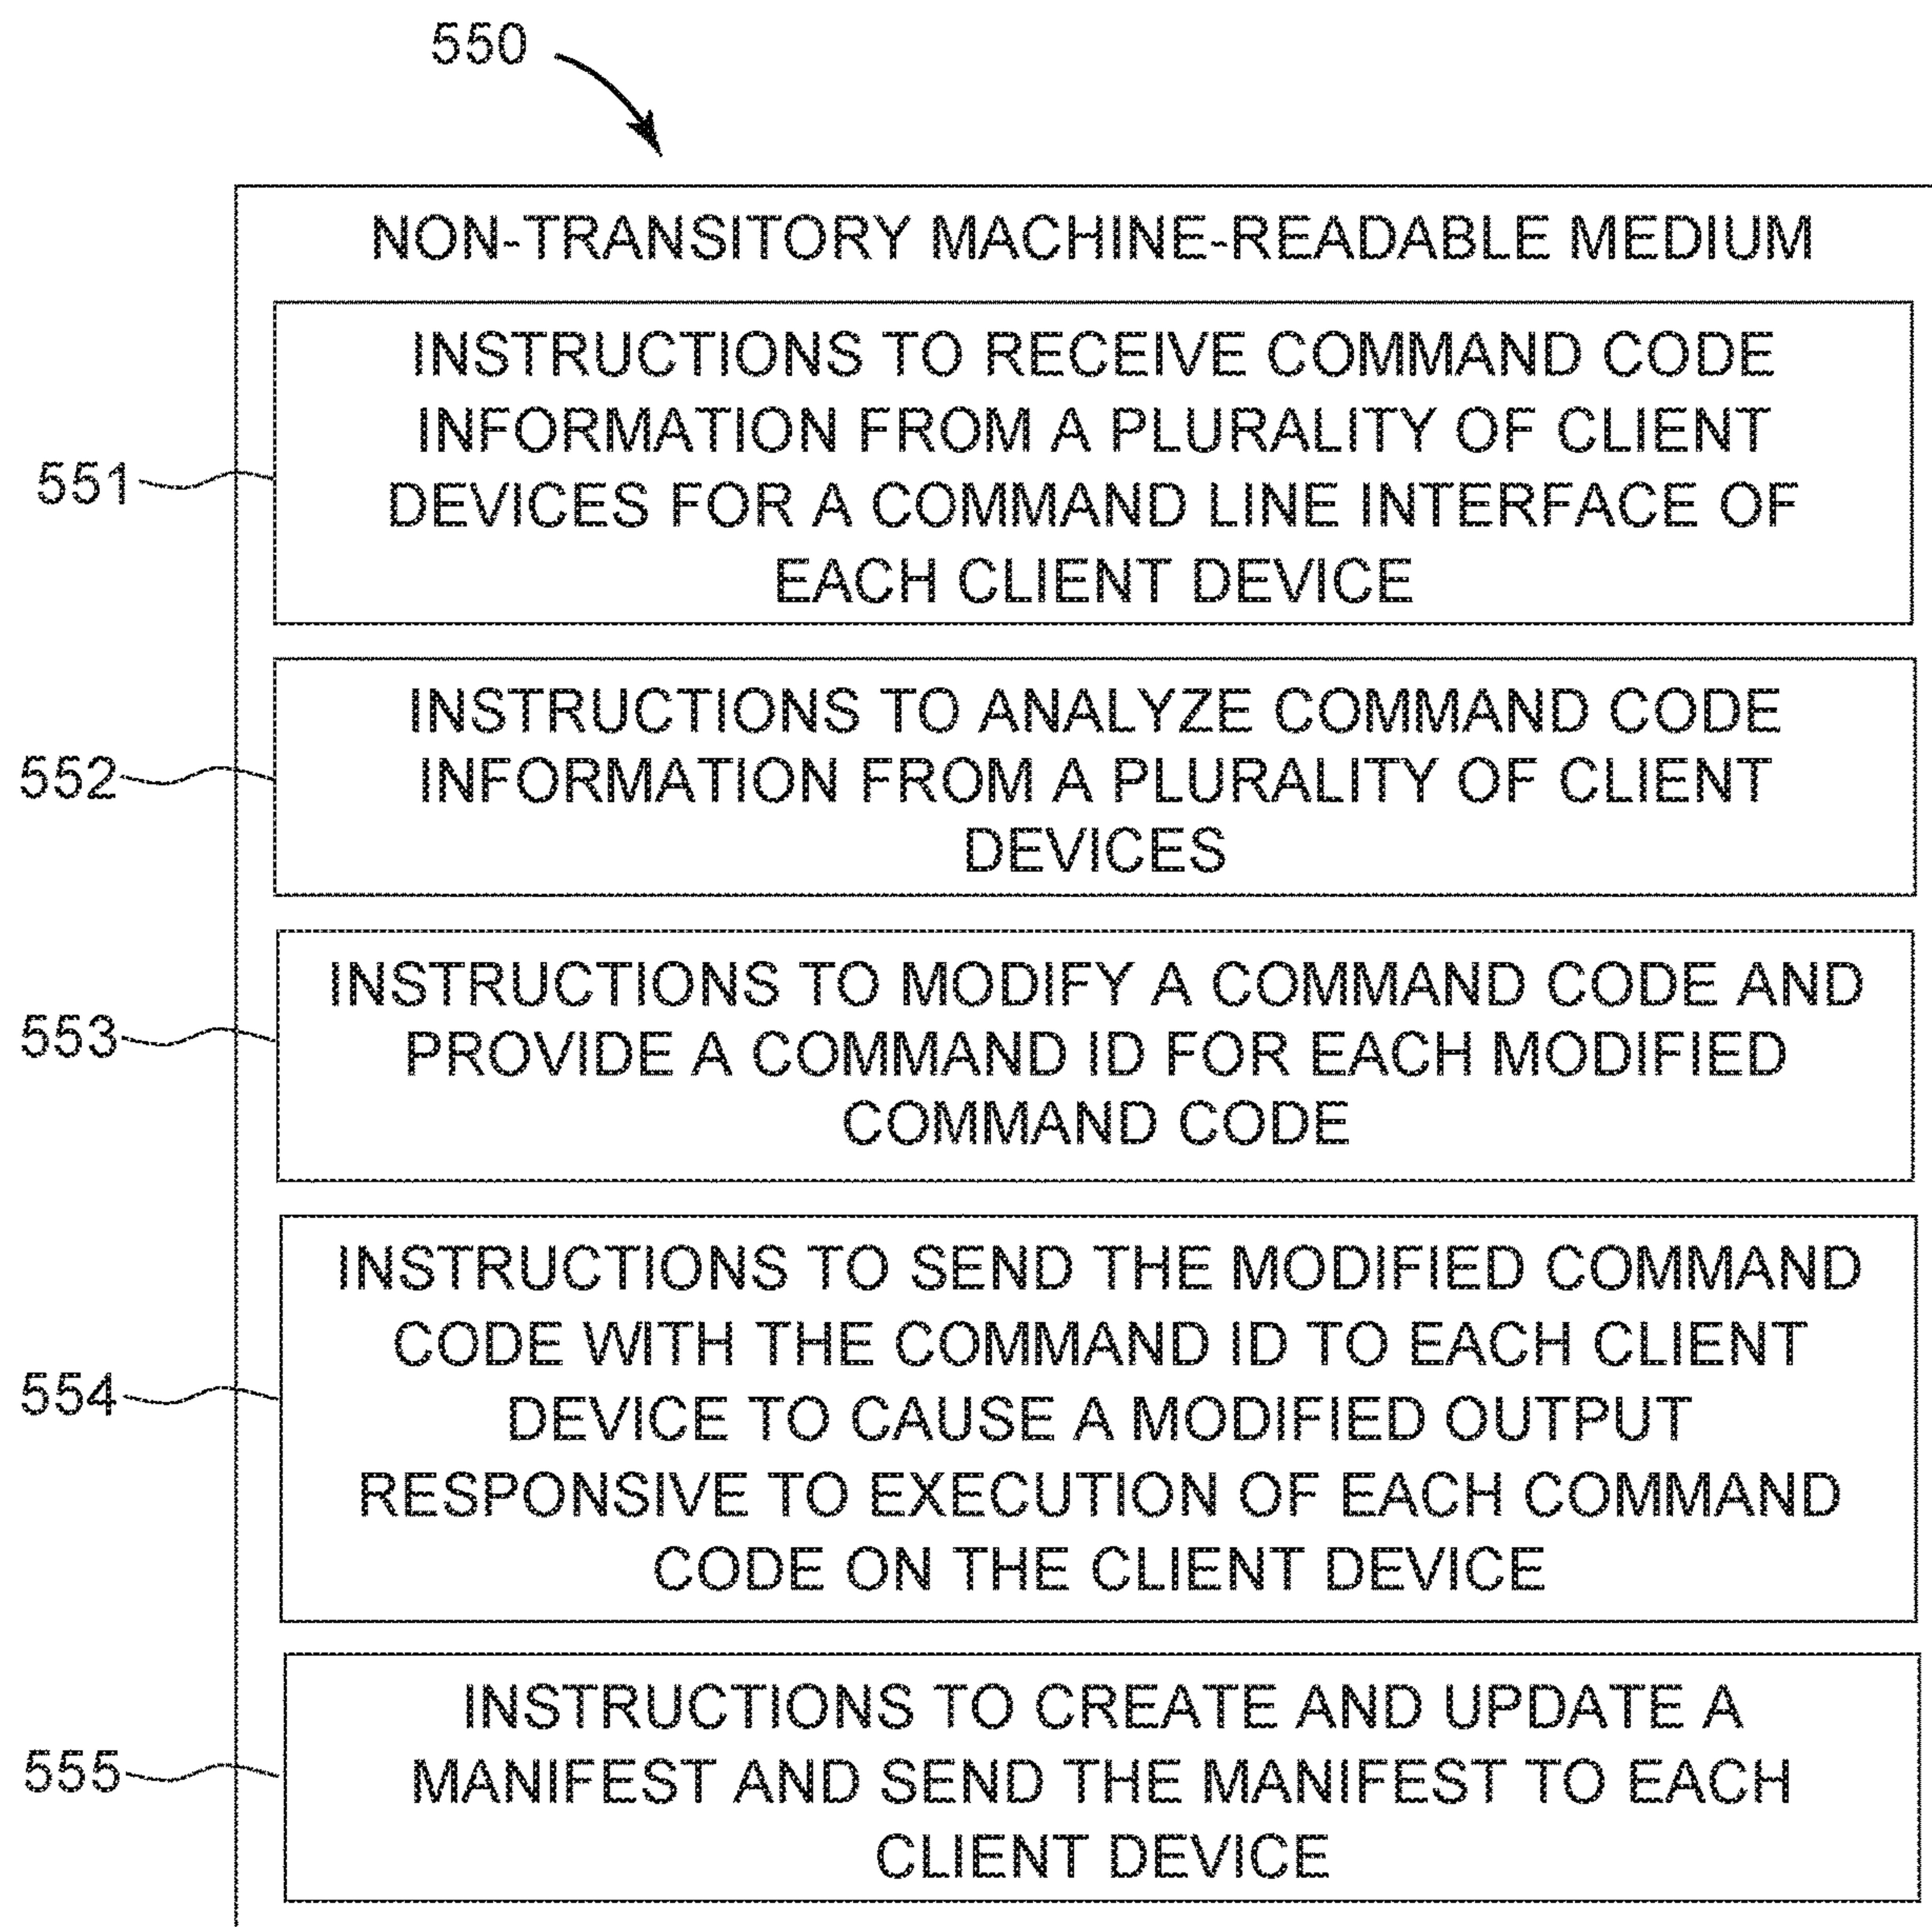 550
NON-TRANSITORY MACHINE-READABLE MEDIUM
INSTRUCTIONS TO RECEIVE COMMAND CODE
INFORMATION FROM A PLURALITY OF CLIENT
DEVICES FOR A COMMAND LINE INTERFACE OF
EACH CLIENT DEVICE
551
INSTRUCTIONS TO ANALYZE COMMAND CODE
INFORMATION FROM A PLURALITY OF CLIENT
DEVICES
552
INSTRUCTIONS TO MODIFY A COMMAND CODE AND
PROVIDE A COMMAND ID FOR EACH MODIFIED
COMMAND CODE
553
INSTRUCTIONS TO SEND THE MODIFIED COMMAND
CODE WITH THE COMMAND ID TO EACH CLIENT
DEVICE TO CAUSE A MODIFIED OUTPUT
RESPONSIVE TO EXECUTION OF EACH COMMAND
CODE ON THE CLIENT DEVICE
554
INSTRUCTIONS TO CREATE AND UPDATE A
MANIFEST AND SEND THE MANIFEST TO EACH
CLIENT DEVICE
555